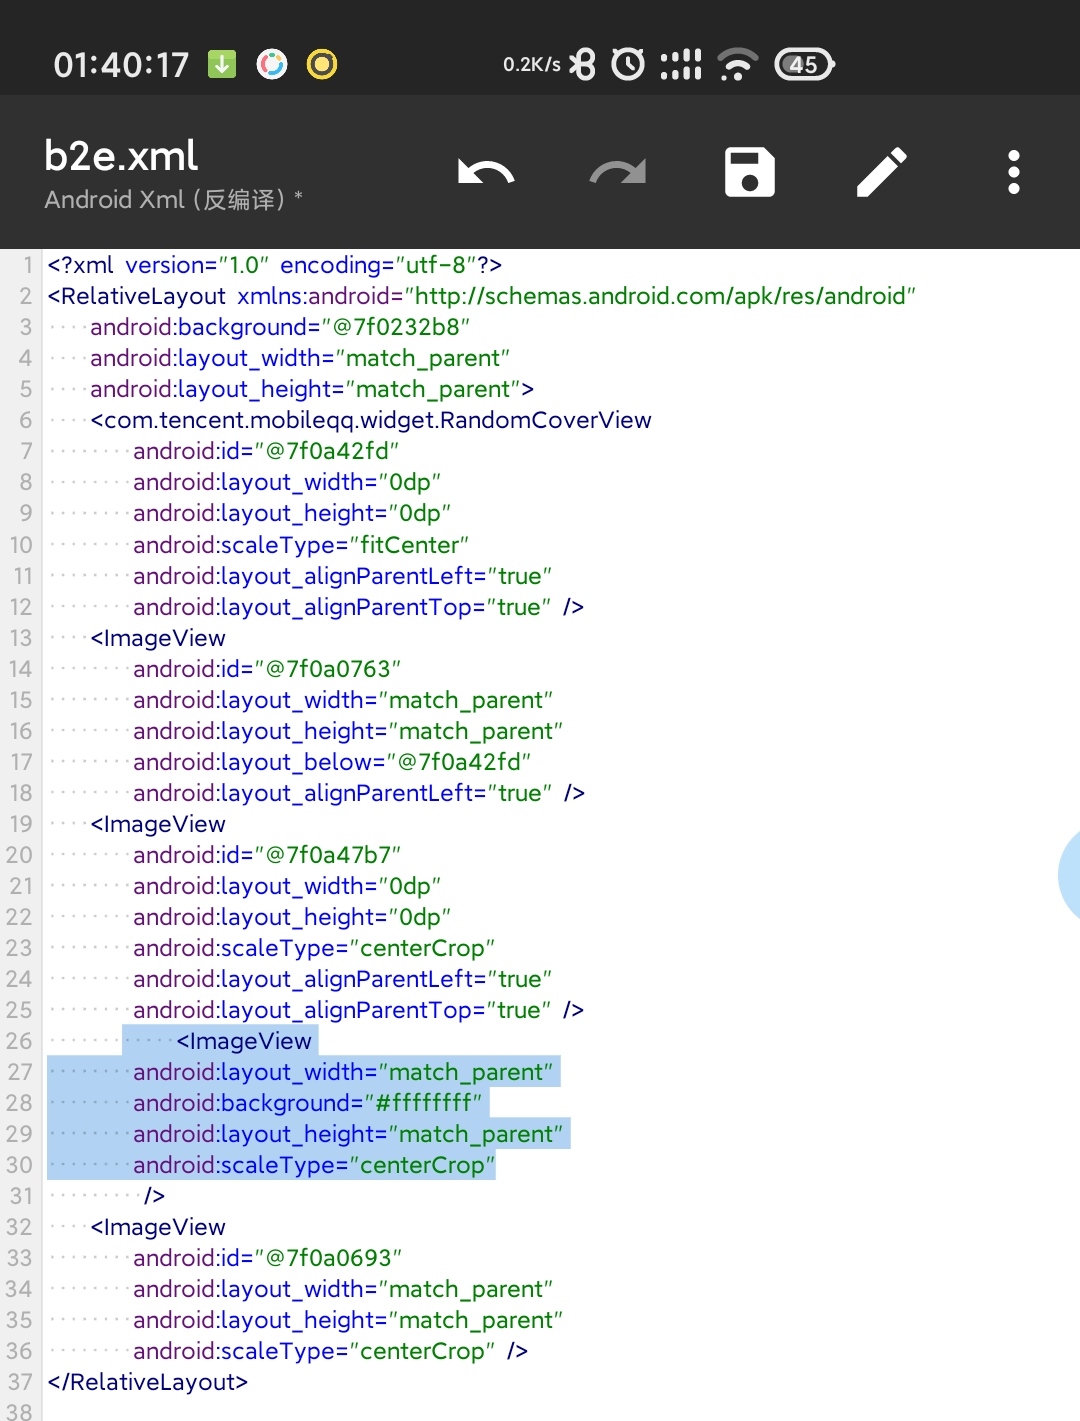 01:40:17 0.2K/s 45
b2e.xml
Android Xml (反编译) *
1 <?xml version="1.0" encoding="utf-8"?>
2 <RelativeLayout xmlns:android="http://schemas.android.com/apk/res/android"
3 android:background="@7f0232b8"
4 android:layout_width="match_parent"
5 android:layout_height="match_parent">
6 <com.tencent.mobileqq.widget.RandomCoverView
7 android:id="@7f0a42fd"
8 android:layout_width="0dp"
9 android:layout_height="0dp"
10 android:scaleType="fitCenter"
11 android:layout_alignParentLeft="true"
12 android:layout_alignParentTop="true" />
13 <ImageView
14 android:id="@7f0a0763"
15 android:layout_width="match_parent"
16 android:layout_height="match_parent"
17 android:layout_below="@7f0a42fd"
18 android:layout_alignParentLeft="true" />
19 <ImageView
20 android:id="@7f0a47b7"
21 android:layout_width="0dp"
22 android:layout_height="0dp"
23 android:scaleType="centerCrop"
24 android:layout_alignParentLeft="true"
25 android:layout_alignParentTop="true" />
26 <ImageView
27 android:layout_width="match_parent"
28 android:background="#ffffffff"
29 android:layout_height="match_parent"
30 android:scaleType="centerCrop"
31 />
32 <ImageView
33 android:id="@7f0a0693"
34 android:layout_width="match_parent"
35 android:layout_height="match_parent"
36 android:scaleType="centerCrop" />
37 </RelativeLayout>
38